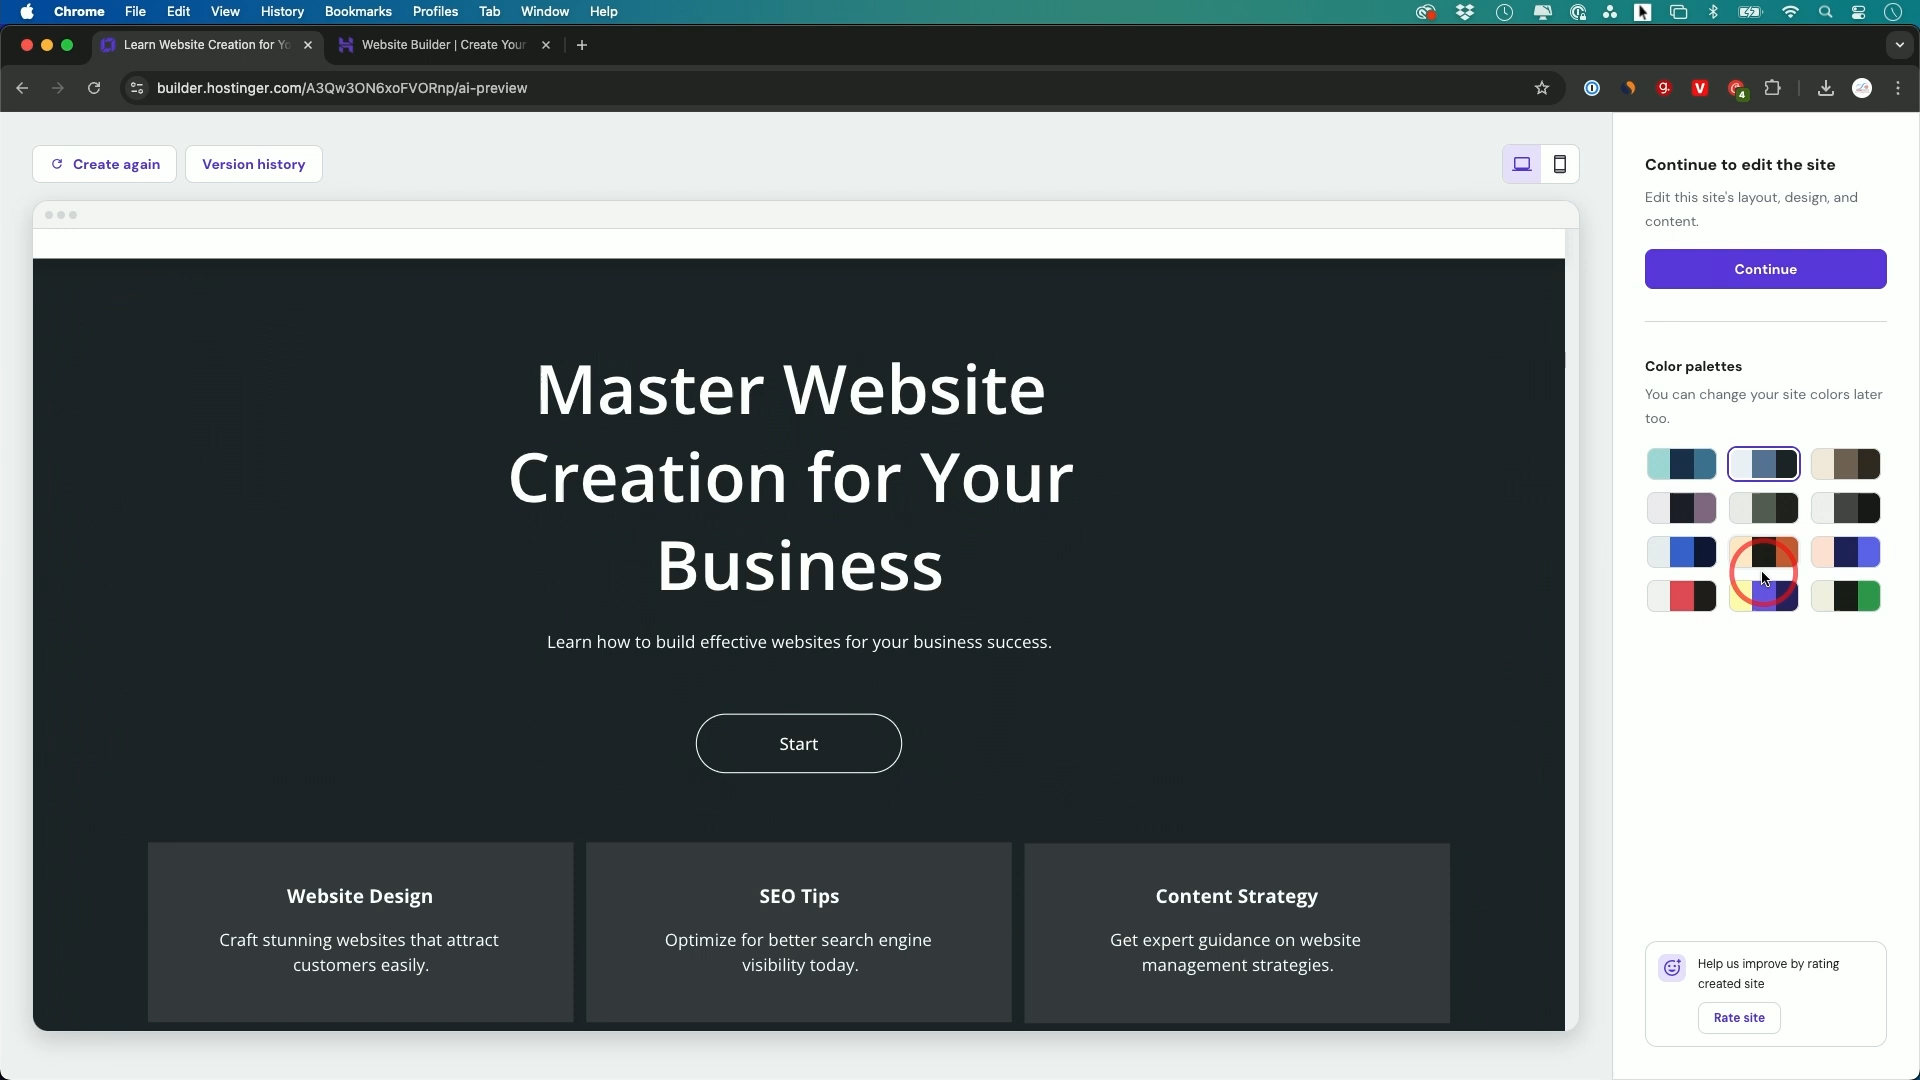 Chrome File Edit View History Bookmarks Profiles Tab Window Help
Learn Website Creation for Yo
Website Builder | Create Your
builder.hostinger.com/A3Qw3ON6xoFVORnp/ai-preview
4
Create again
Version history
Master Website
Creation for Your
Business
Learn how to build effective websites for your business success.
Start
Website Design
Craft stunning websites that attract
customers easily.
SEO Tips
Optimize for better search engine
visibility today.
Content Strategy
Get expert guidance on website
management strategies.
Continue to edit the site
Edit this site's layout, design, and
content.
Continue
Color palettes
You can change your site colors later
too.
Help us improve by rating
created site
Rate site